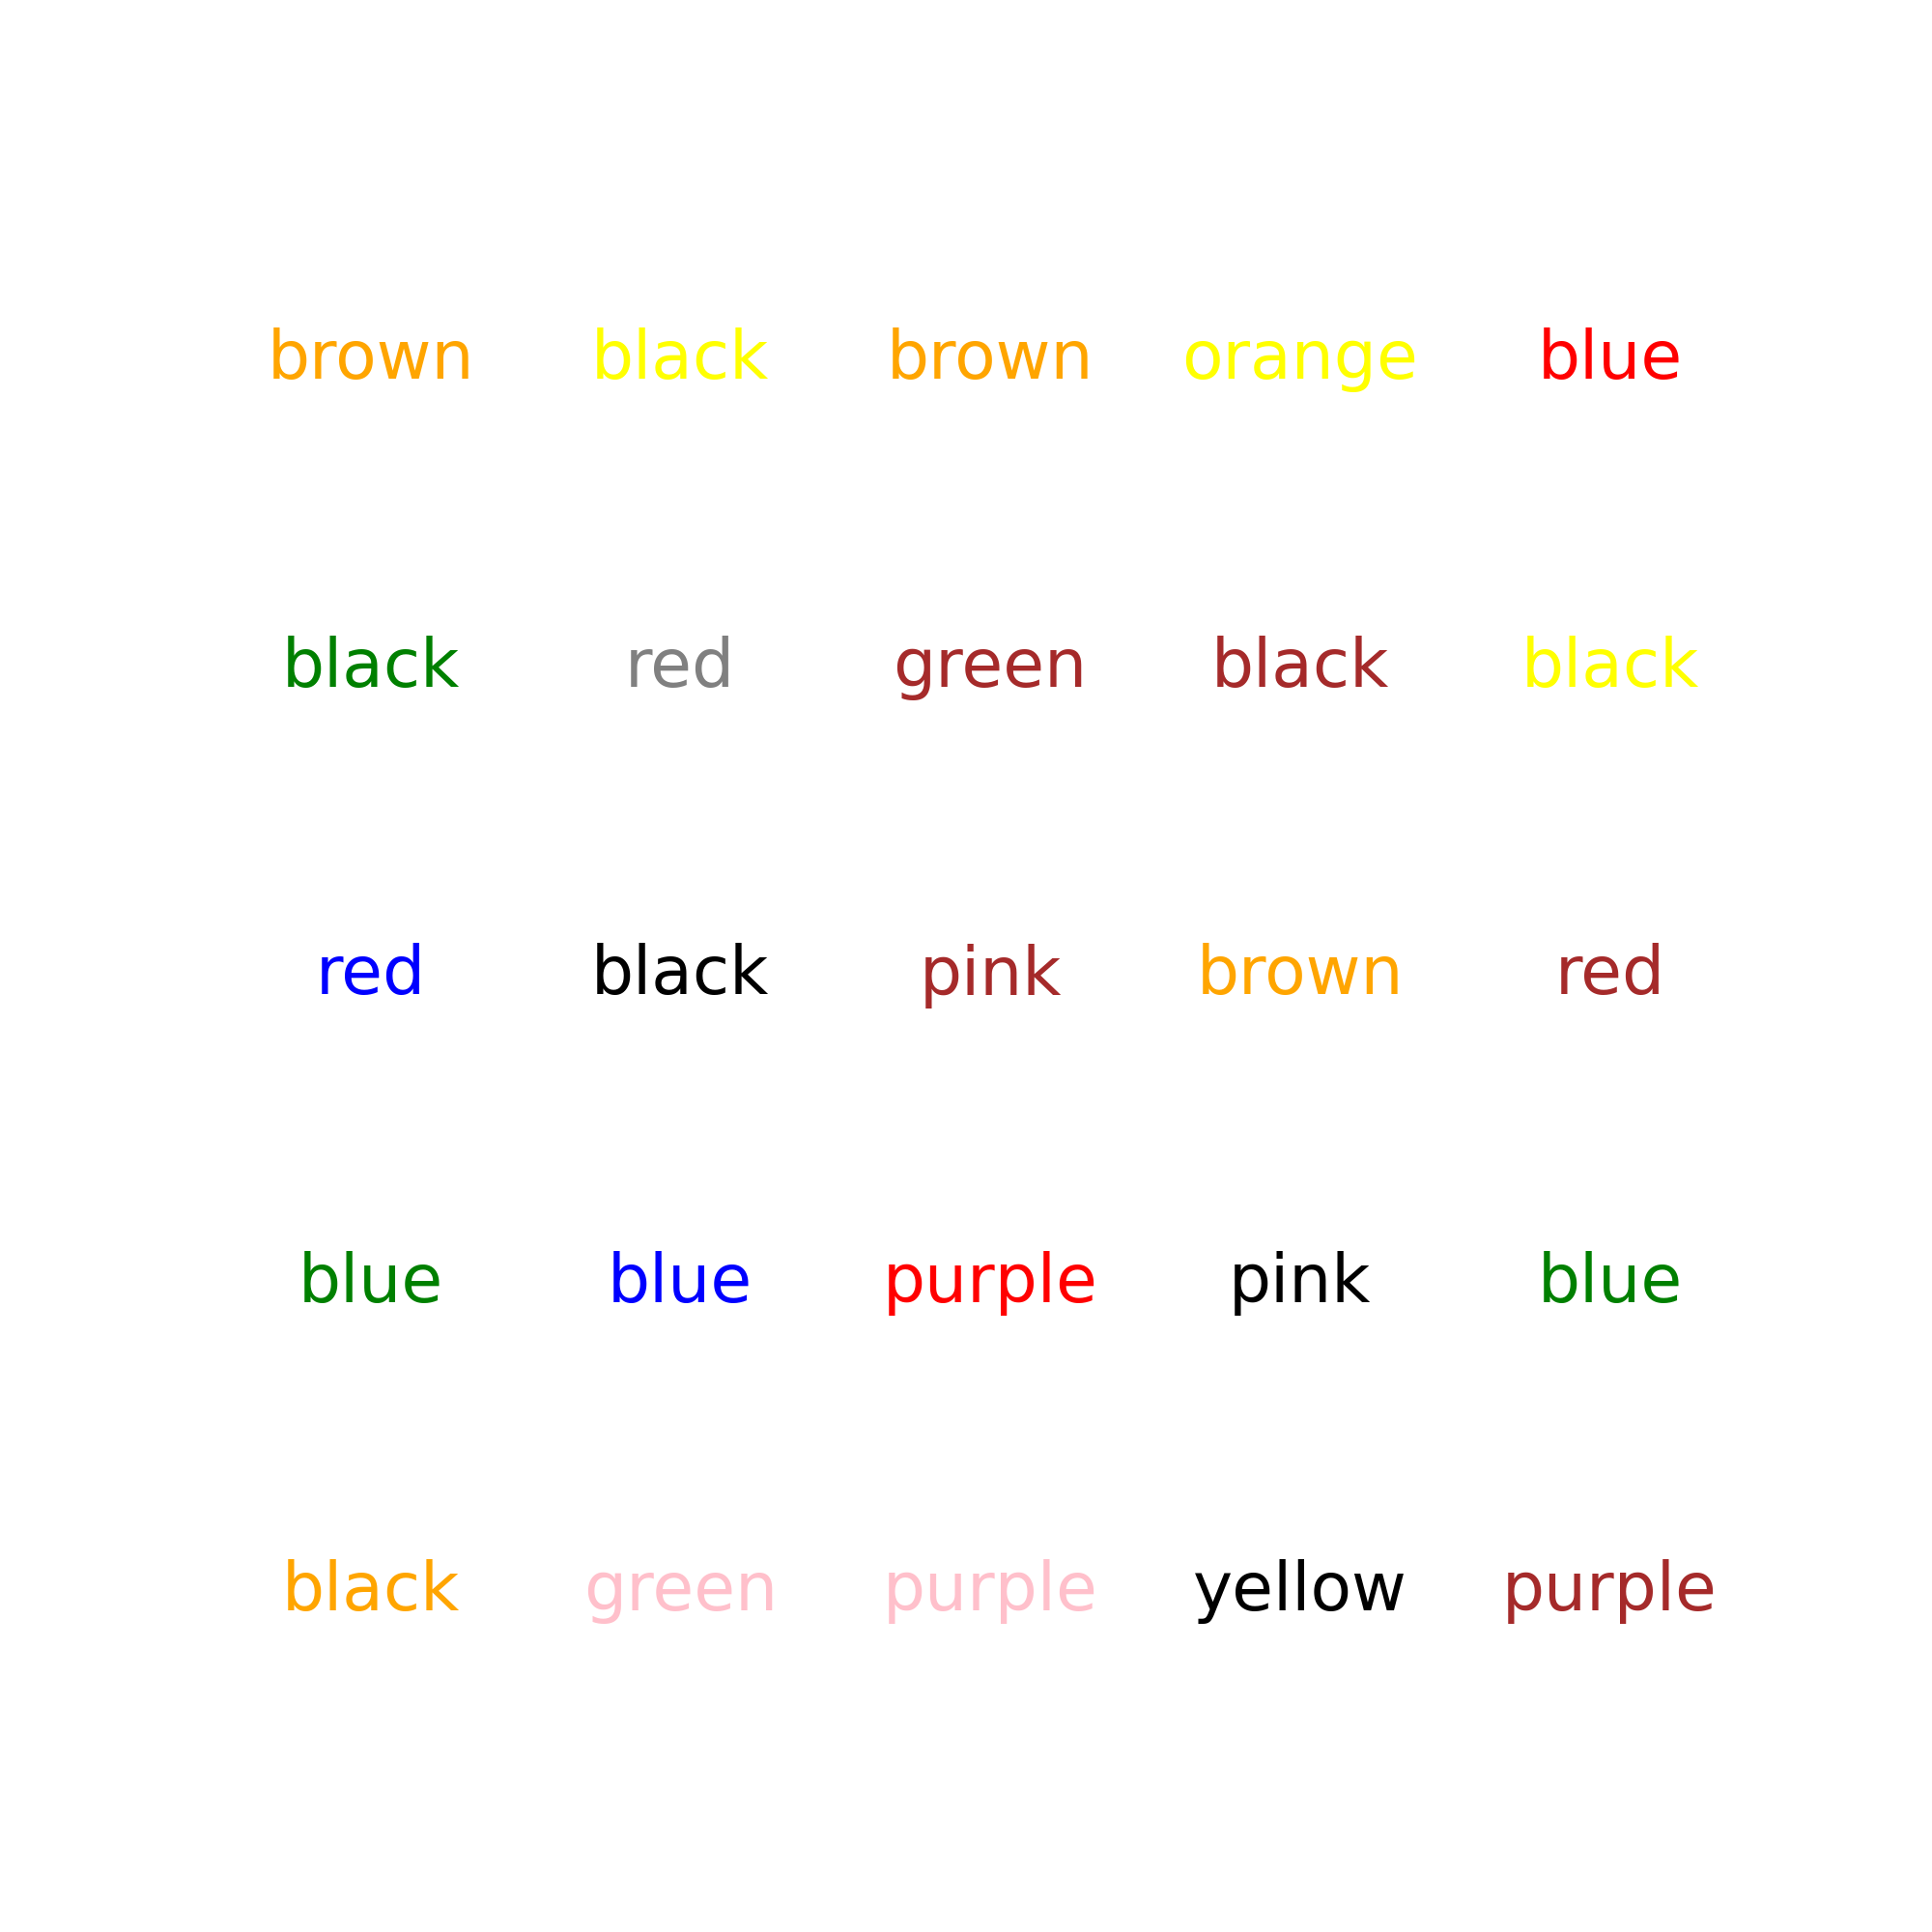 brown black brown orange blue
black red green black black
red black pink brown red
blue blue purple pink blue
black green purple yellow purple